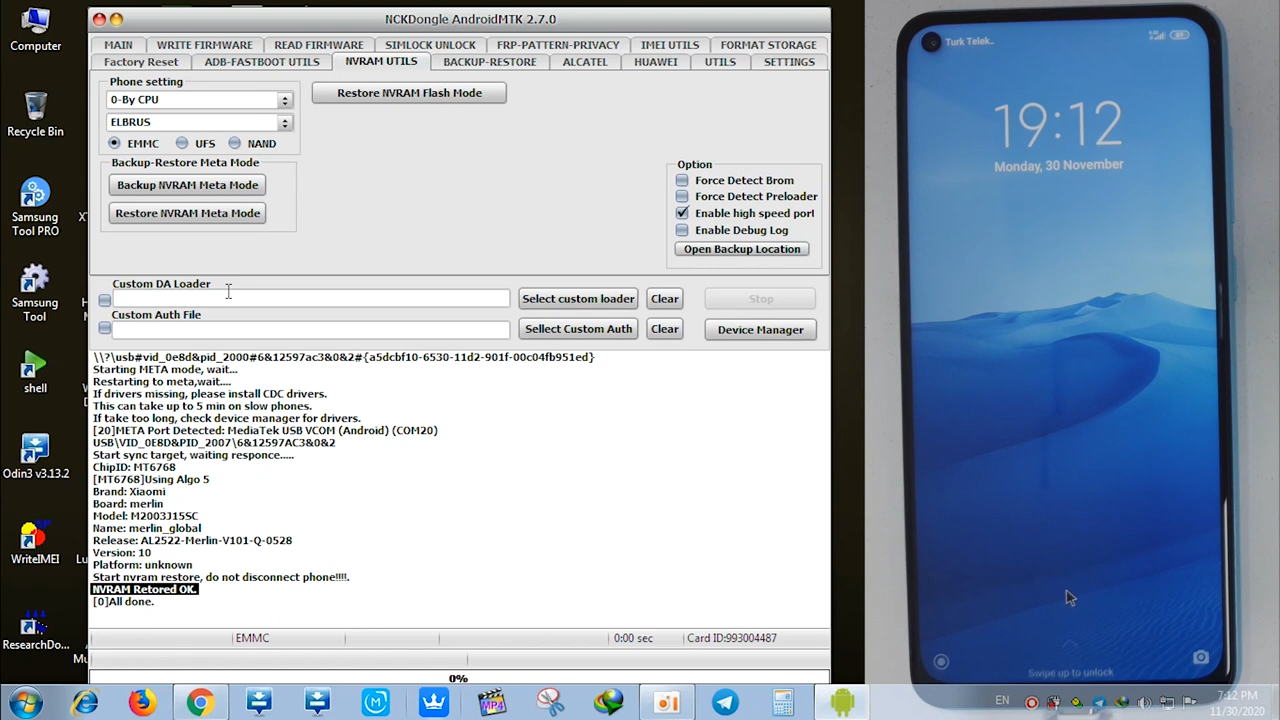 NCKDongle AndroidMTK 2.7.0
MAIN WRITE FIRMWARE READ FIRMWARE SIMLOCK UNLOCK FRP-PATTERN-PRIVACY IMEI UTILS FORMAT STORAGE
Factory Reset ADB-FASTBOOT UTILS NVRAM UTILS BACKUP-RESTORE ALCATEL HUAWEI UTILS SETTINGS
Phone setting
0-By CPU
ELBRUS
EMMC UFS NAND
Restore NVRAM Flash Mode
Backup-Restore Meta Mode
Backup NVRAM Meta Mode
Restore NVRAM Meta Mode
Option
Force Detect Brom
Force Detect Preloader
Enable high speed port
Enable Debug Log
Open Backup Location
Custom DA Loader
Select custom loader Clear Stop
Custom Auth File
Sellect Custom Auth Clear Device Manager
\\?\usb#vid_0e8d&pid_2000#6&12597ac3&0&2#{a5dcbf10-6530-11d2-901f-00c04fb951ed}
Starting META mode, wait...
Restarting to meta,wait....
If drivers missing, please install CDC drivers.
This can take up to 5 min on slow phones.
If take too long, check device manager for drivers.
[20]META Port Detected: MediaTek USB VCOM (Android) (COM20)
USB\VID_0E8D&PID_2007\6&12597AC3&0&2
Start sync target, waiting responce.....
ChipID: MT6768
[MT6768]Using Algo 5
Brand: Xiaomi
Board: merlin
Model: M2003J15SC
Name: merlin_global
Release: AL2522-Merlin-V101-Q-0528
Version: 10
Platform: unknown
Start nvram restore, do not disconnect phone!!!!.
NVRAM Retored OK.
[0]All done.
EMMC 0:00 sec Card ID:993004487
0%
Computer
Recycle Bin
Samsung
Tool PRO
Samsung
Tool
shell
Odin3 v3.13.2
WriteIMEI
ResearchDo...
Turk Telek..
89
19:12
Monday, 30 November
Swipe up to unlock
MP4
EN
7:12 PM
11/30/2020